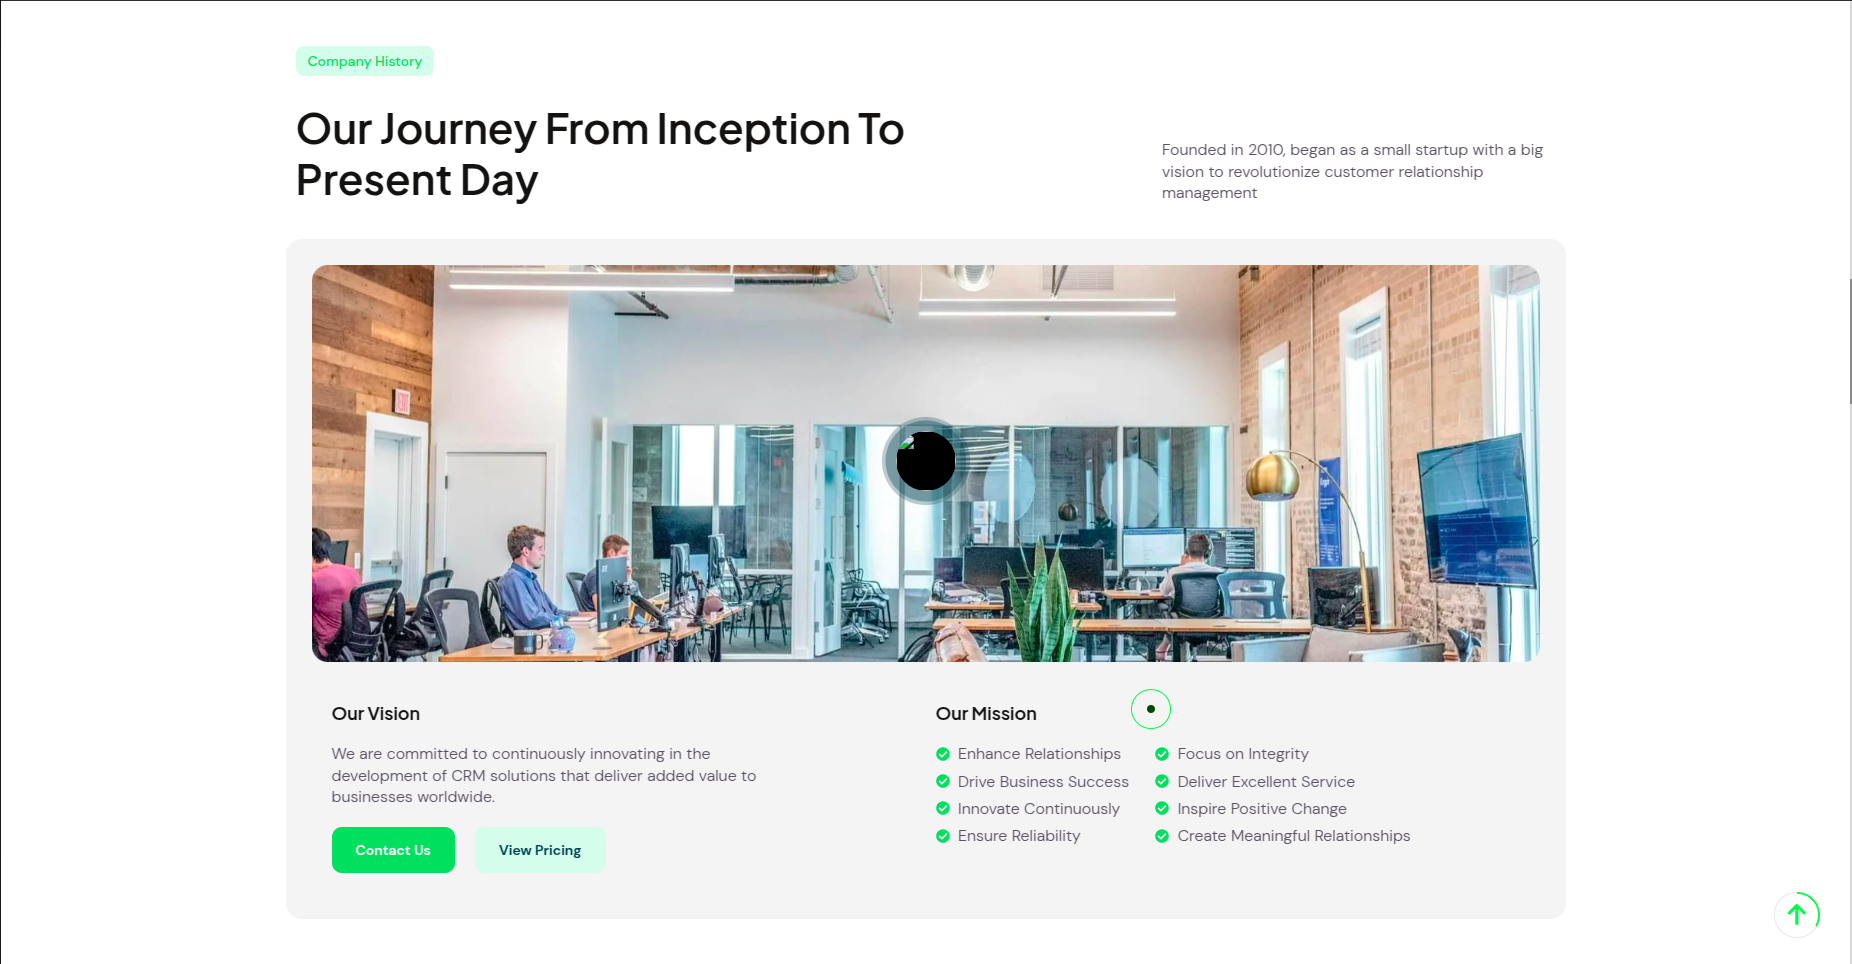 Company History
Our Journey From Inception To
Present Day
Founded in 2010, began as a small startup with a big
vision to revolutionize customer relationship
management
Our Vision
We are committed to continuously innovating in the
development of CRM solutions that deliver added value to
businesses worldwide.
Contact Us
View Pricing
Our Mission
Enhance Relationships
Drive Business Success
Innovate Continuously
Ensure Reliability
Focus on Integrity
Deliver Excellent Service
Inspire Positive Change
Create Meaningful Relationships